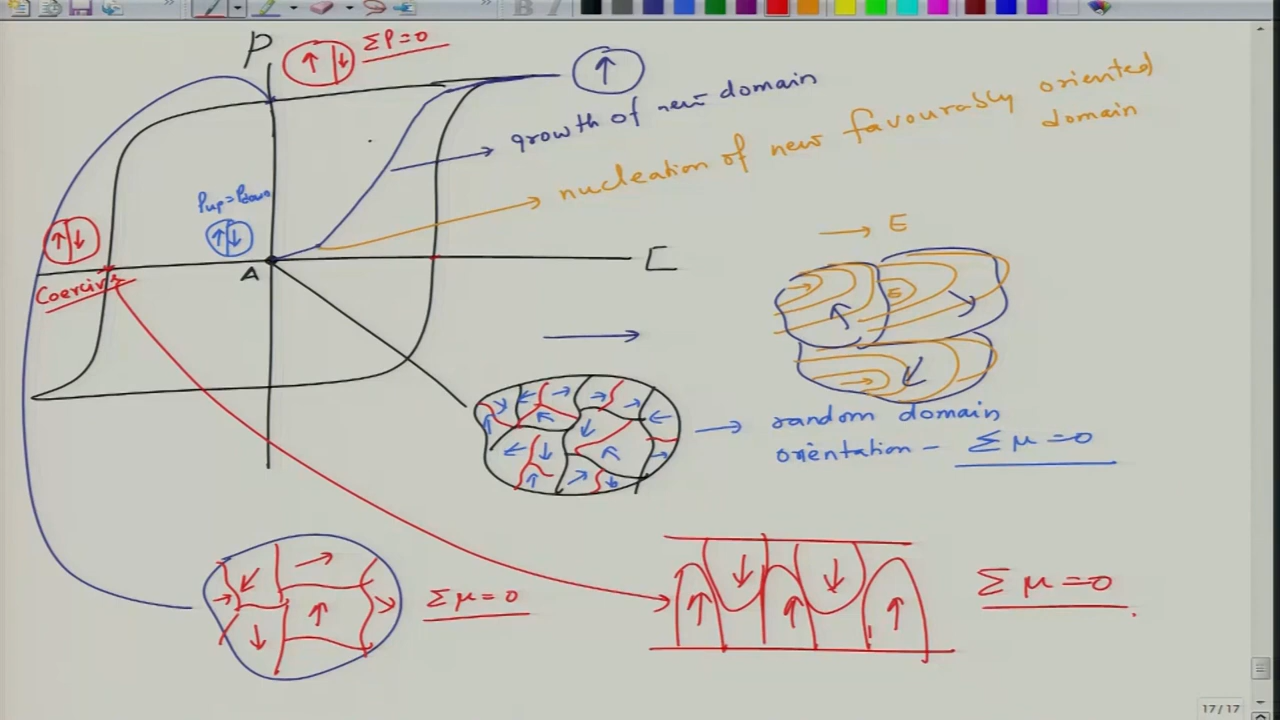 B I U
P
ΣP=0
growth of new domain
nucleation of new favourably oriented
domain
Pup=Pdown
A
E
Coercive
E
random domain
orientation - Σμ=0
Σμ=0
Σμ=0
17/17